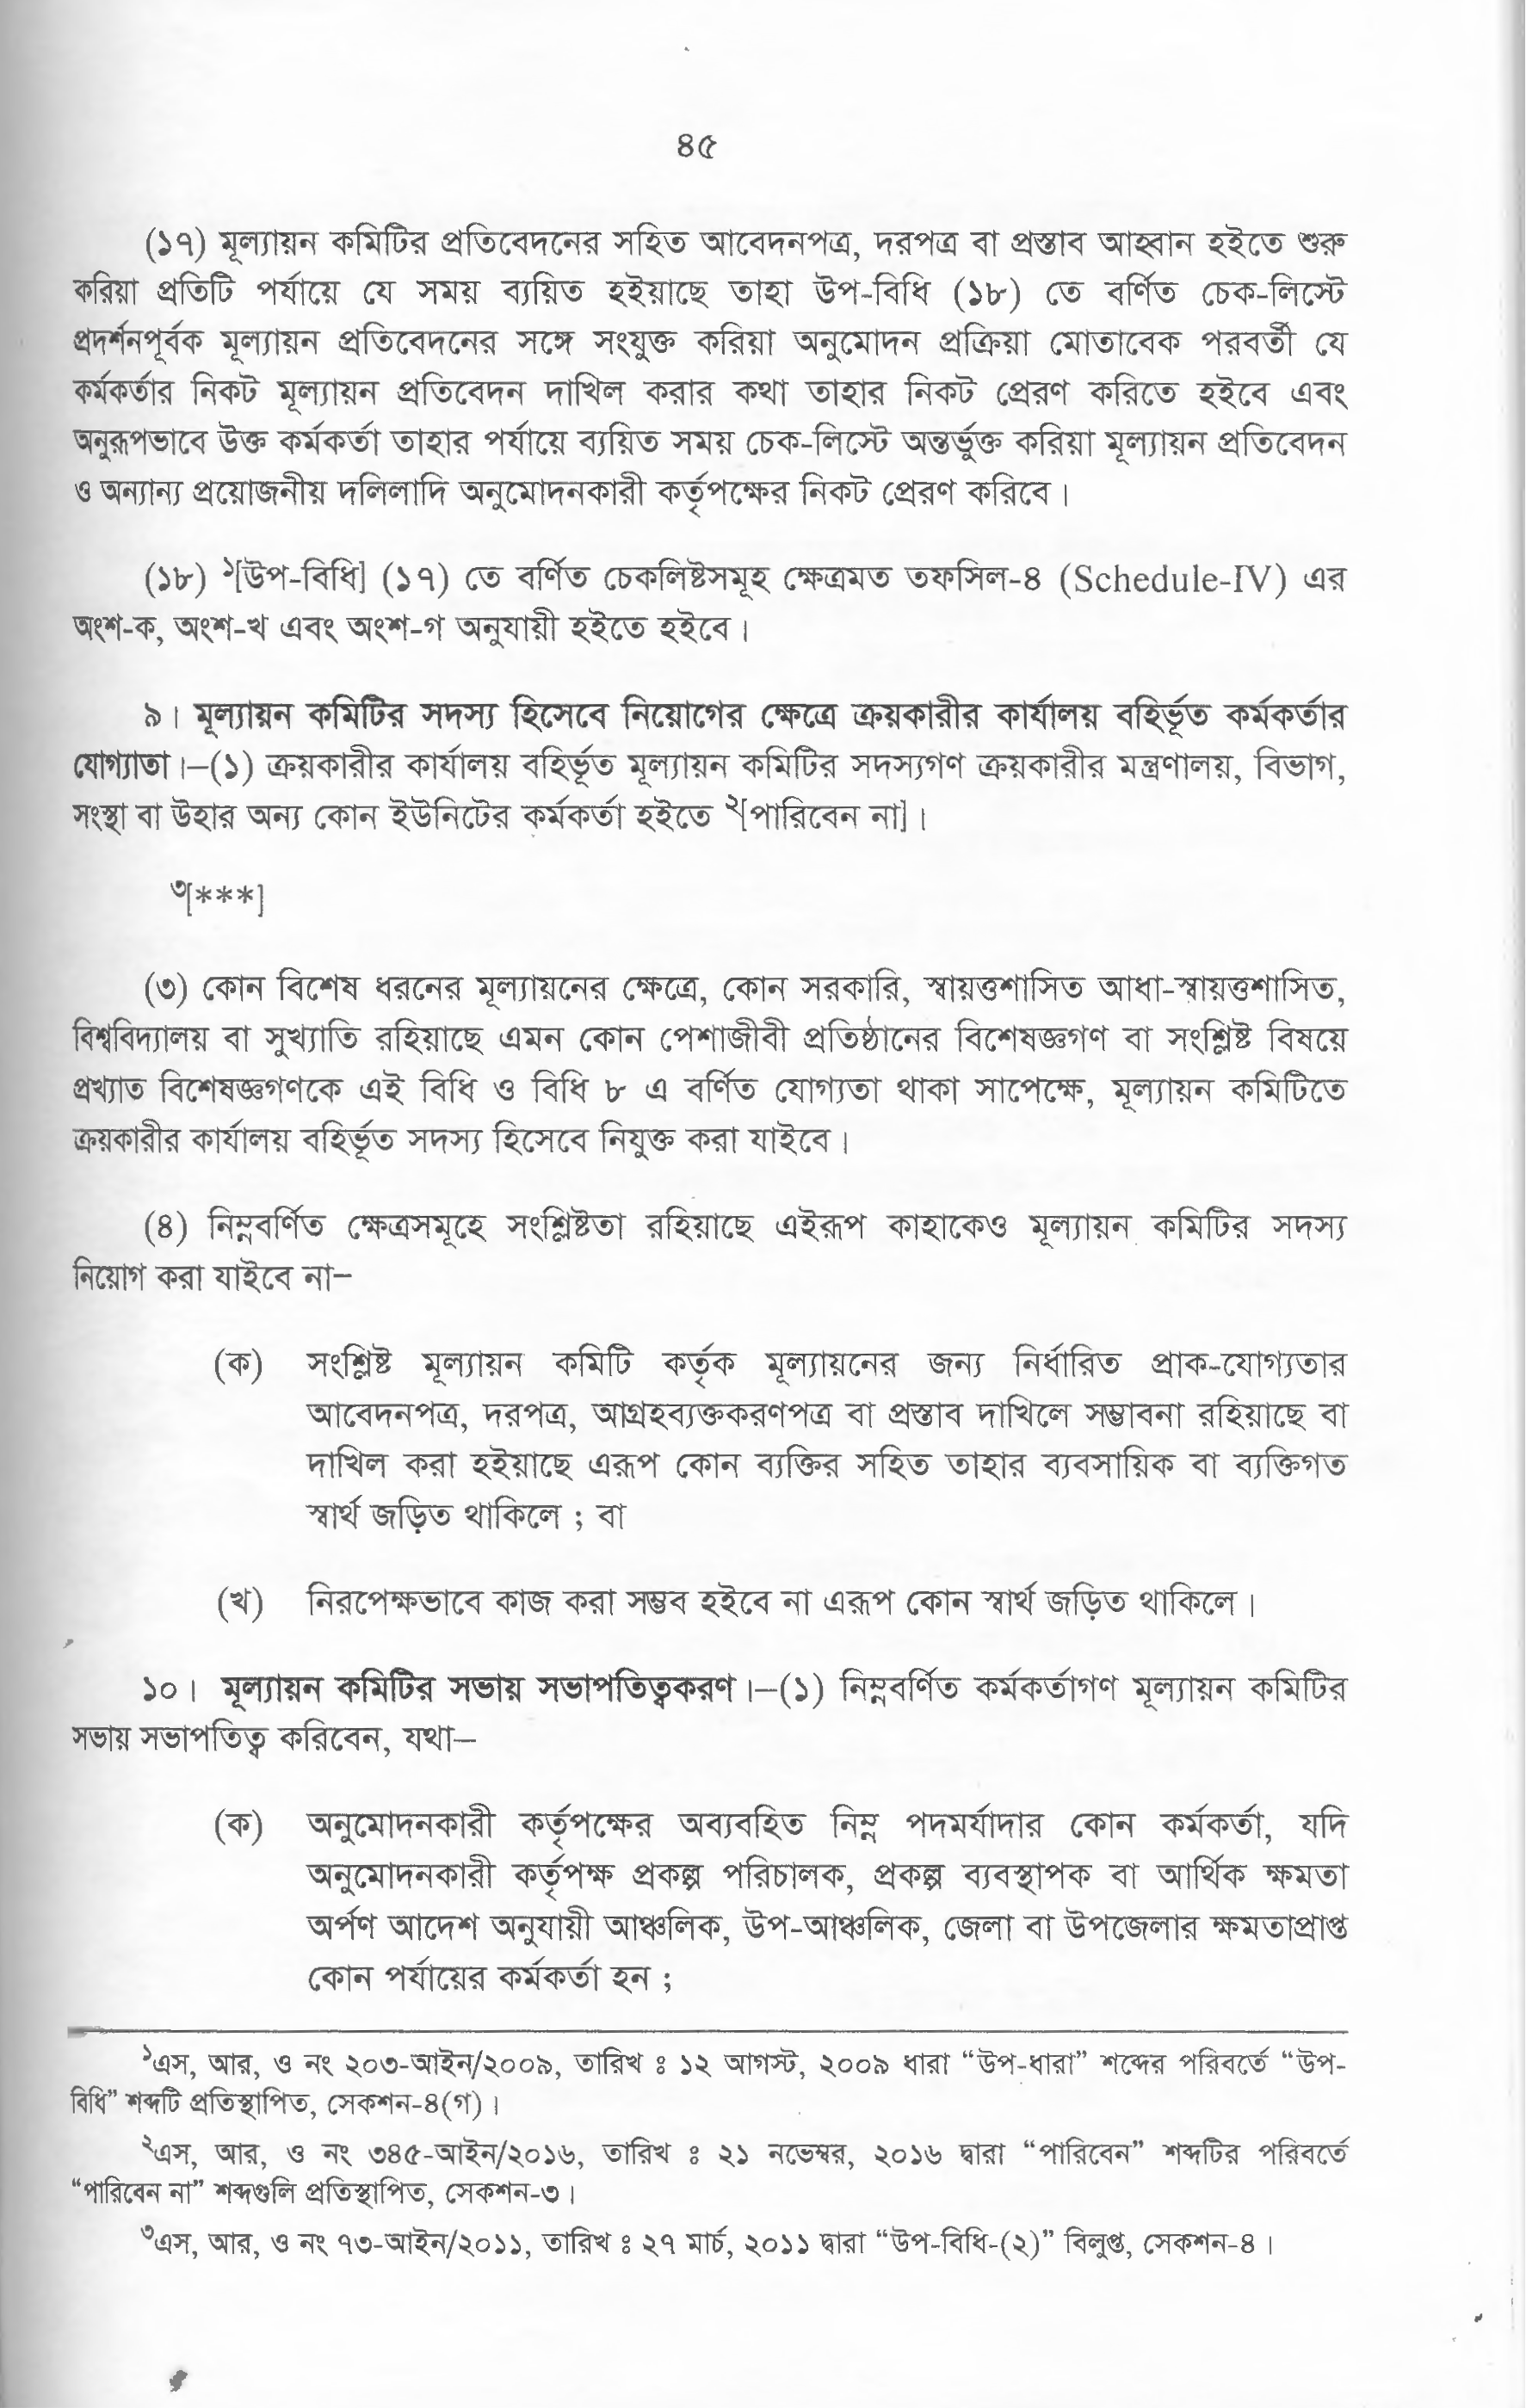 ৪৫
(১৭) মূল্যায়ন কমিটির প্রতিবেদনের সহিত আবেদনপত্র, দরপত্র বা প্রস্তাব আহ্বান হইতে শুরু
করিয়া প্রতিটি পর্যায়ে যে সময় ব্যয়িত হইয়াছে তাহা উপ-বিধি (১৮) তে বর্ণিত চেক-লিস্টে
প্রদর্শনপূর্বক মূল্যায়ন প্রতিবেদনের সঙ্গে সংযুক্ত করিয়া অনুমোদন প্রক্রিয়া মোতাবেক পরবর্তী যে
কর্মকর্তার নিকট মূল্যায়ন প্রতিবেদন দাখিল করার কথা তাহার নিকট প্রেরণ করিতে হইবে এবং
অনুরূপভাবে উক্ত কর্মকর্তা তাহার পর্যায়ে ব্যয়িত সময় চেক-লিস্টে অন্তর্ভুক্ত করিয়া মূল্যায়ন প্রতিবেদন
ও অন্যান্য প্রয়োজনীয় দলিলাদি অনুমোদনকারী কর্তৃপক্ষের নিকট প্রেরণ করিবে।
(১৮) ১[উপ-বিধি] (১৭) তে বর্ণিত চেকলিষ্টসমূহ ক্ষেত্রমত তফসিল-৪ (Schedule-IV) এর
অংশ-ক, অংশ-খ এবং অংশ-গ অনুযায়ী হইতে হইবে।
৯। মূল্যায়ন কমিটির সদস্য হিসেবে নিয়োগের ক্ষেত্রে ক্রয়কারীর কার্যালয় বহির্ভূত কর্মকর্তার
যোগ্যাতা।–(১) ক্রয়কারীর কার্যালয় বহির্ভূত মূল্যায়ন কমিটির সদস্যগণ ক্রয়কারীর মন্ত্রণালয়, বিভাগ,
সংস্থা বা উহার অন্য কোন ইউনিটের কর্মকর্তা হইতে ২[পারিবেন না]।
৩[***]
(৩) কোন বিশেষ ধরনের মূল্যায়নের ক্ষেত্রে, কোন সরকারি, স্বায়ত্তশাসিত আধা-স্বায়ত্তশাসিত,
বিশ্ববিদ্যালয় বা সুখ্যাতি রহিয়াছে এমন কোন পেশাজীবী প্রতিষ্ঠানের বিশেষজ্ঞগণ বা সংশ্লিষ্ট বিষয়ে
প্রখ্যাত বিশেষজ্ঞগণকে এই বিধি ও বিধি ৮ এ বর্ণিত যোগ্যতা থাকা সাপেক্ষে, মূল্যায়ন কমিটিতে
ক্রয়কারীর কার্যালয় বহির্ভূত সদস্য হিসেবে নিযুক্ত করা যাইবে।
(৪) নিম্নবর্ণিত ক্ষেত্রসমূহে সংশ্লিষ্টতা রহিয়াছে এইরূপ কাহাকেও মূল্যায়ন কমিটির সদস্য
নিয়োগ করা যাইবে না–
(ক) সংশ্লিষ্ট মূল্যায়ন কমিটি কর্তৃক মূল্যায়নের জন্য নির্ধারিত প্রাক-যোগ্যতার
আবেদনপত্র, দরপত্র, আগ্রহব্যক্তকরণপত্র বা প্রস্তাব দাখিলে সম্ভাবনা রহিয়াছে বা
দাখিল করা হইয়াছে এরূপ কোন ব্যক্তির সহিত তাহার ব্যবসায়িক বা ব্যক্তিগত
স্বার্থ জড়িত থাকিলে ; বা
(খ) নিরপেক্ষভাবে কাজ করা সম্ভব হইবে না এরূপ কোন স্বার্থ জড়িত থাকিলে।
১০। মূল্যায়ন কমিটির সভায় সভাপতিত্বকরণ।–(১) নিম্নবর্ণিত কর্মকর্তাগণ মূল্যায়ন কমিটির
সভায় সভাপতিত্ব করিবেন, যথা–
(ক) অনুমোদনকারী কর্তৃপক্ষের অব্যবহিত নিম্ন পদমর্যাদার কোন কর্মকর্তা, যদি
অনুমোদনকারী কর্তৃপক্ষ প্রকল্প পরিচালক, প্রকল্প ব্যবস্থাপক বা আর্থিক ক্ষমতা
অর্পণ আদেশ অনুযায়ী আঞ্চলিক, উপ-আঞ্চলিক, জেলা বা উপজেলার ক্ষমতাপ্রাপ্ত
কোন পর্যায়ের কর্মকর্তা হন ;
১এস, আর, ও নং ২০৩-আইন/২০০৯, তারিখ ঃ ১২ আগস্ট, ২০০৯ ধারা “উপ-ধারা” শব্দের পরিবর্তে “উপ-
বিধি” শব্দটি প্রতিস্থাপিত, সেকশন-৪(গ)।
২এস, আর, ও নং ৩৪৫-আইন/২০১৬, তারিখ ঃ ২১ নভেম্বর, ২০১৬ দ্বারা “পারিবেন” শব্দটির পরিবর্তে
“পারিবেন না” শব্দগুলি প্রতিস্থাপিত, সেকশন-৩।
৩এস, আর, ও নং ৭৩-আইন/২০১১, তারিখ ঃ ২৭ মার্চ, ২০১১ দ্বারা “উপ-বিধি-(২)” বিলুপ্ত, সেকশন-৪।